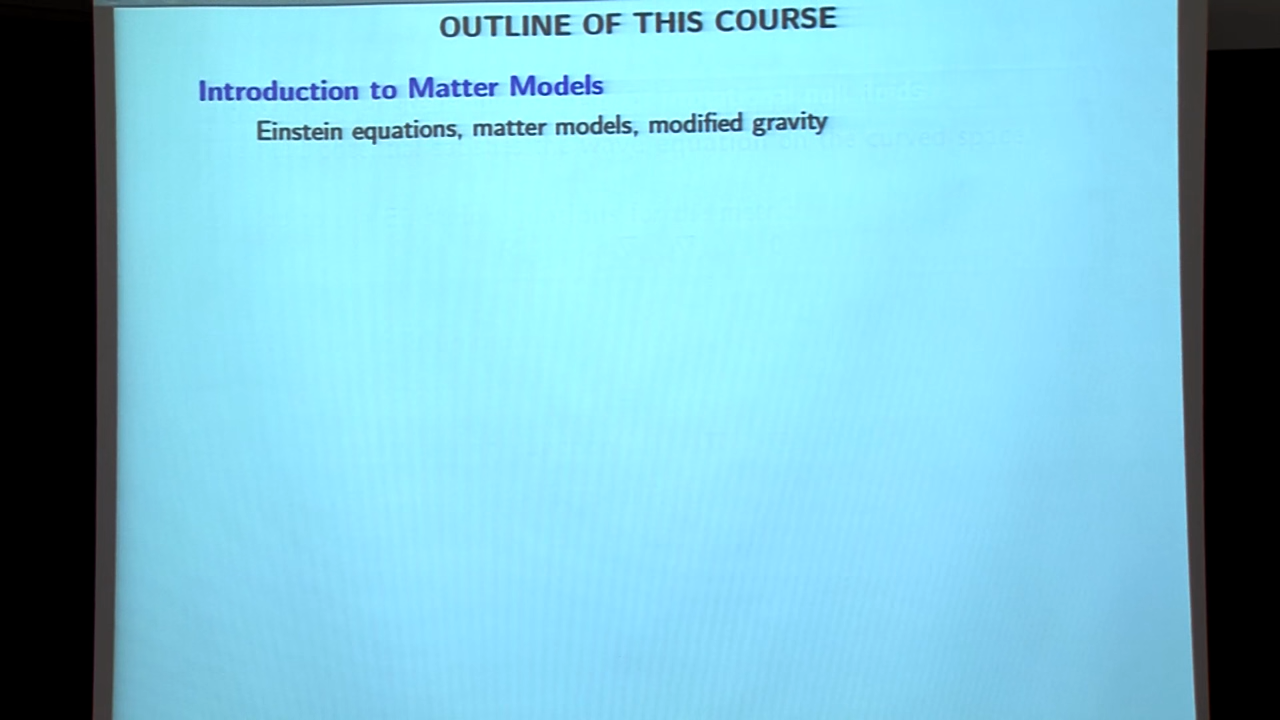 OUTLINE OF THIS COURSE
Introduction to Matter Models
Einstein equations, matter models, modified gravity